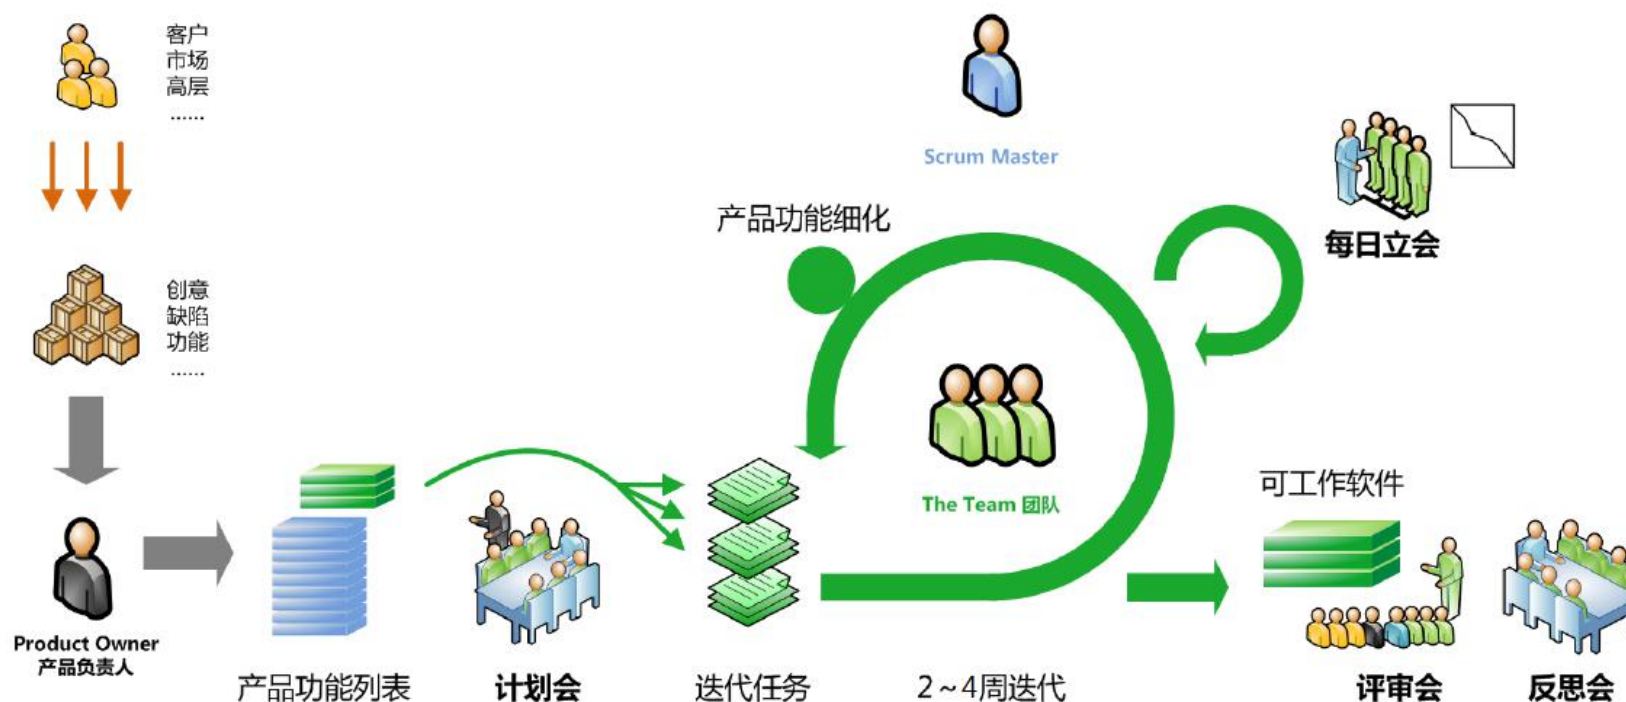 客户
市场
高层
......
创意
缺陷
功能
......
Product Owner
产品负责人
产品功能列表
计划会
迭代任务
产品功能细化
Scrum Master
The Team 团队
2～4周迭代
每日立会
可工作软件
评审会
反思会